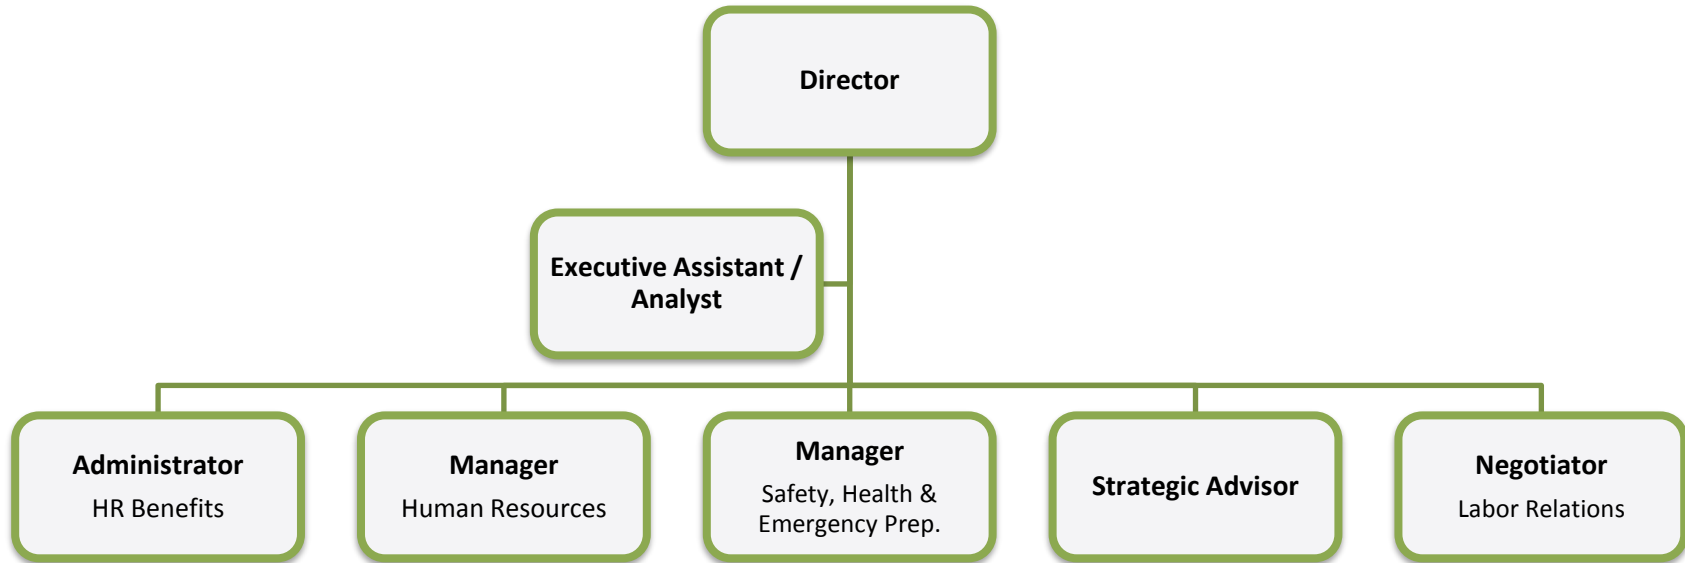 Director
Executive Assistant /
Analyst
Administrator
HR Benefits
Manager
Human Resources
Manager
Safety, Health &
Emergency Prep.
Strategic Advisor
Negotiator
Labor Relations